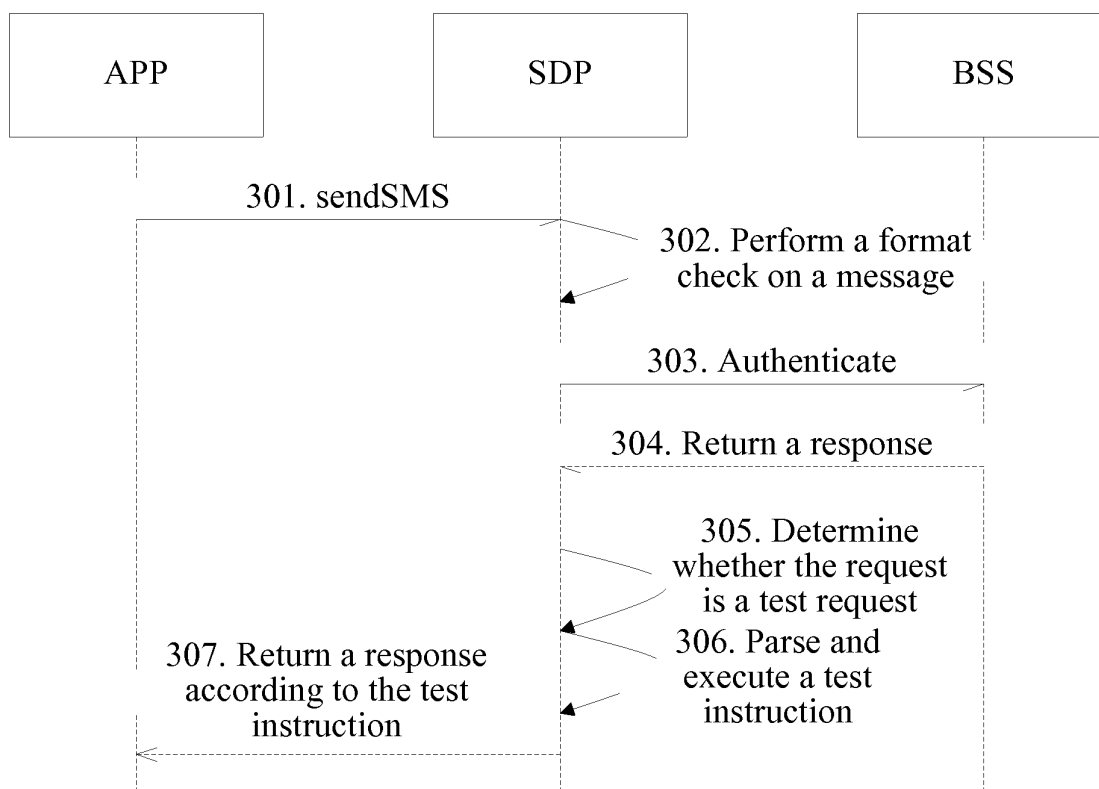 APP
SDP
BSS
301. sendSMS
302. Perform a format
check on a message
303. Authenticate
304. Return a response
305. Determine
whether the request
is a test request
306. Parse and
execute a test
instruction
307. Return a response
according to the test
instruction